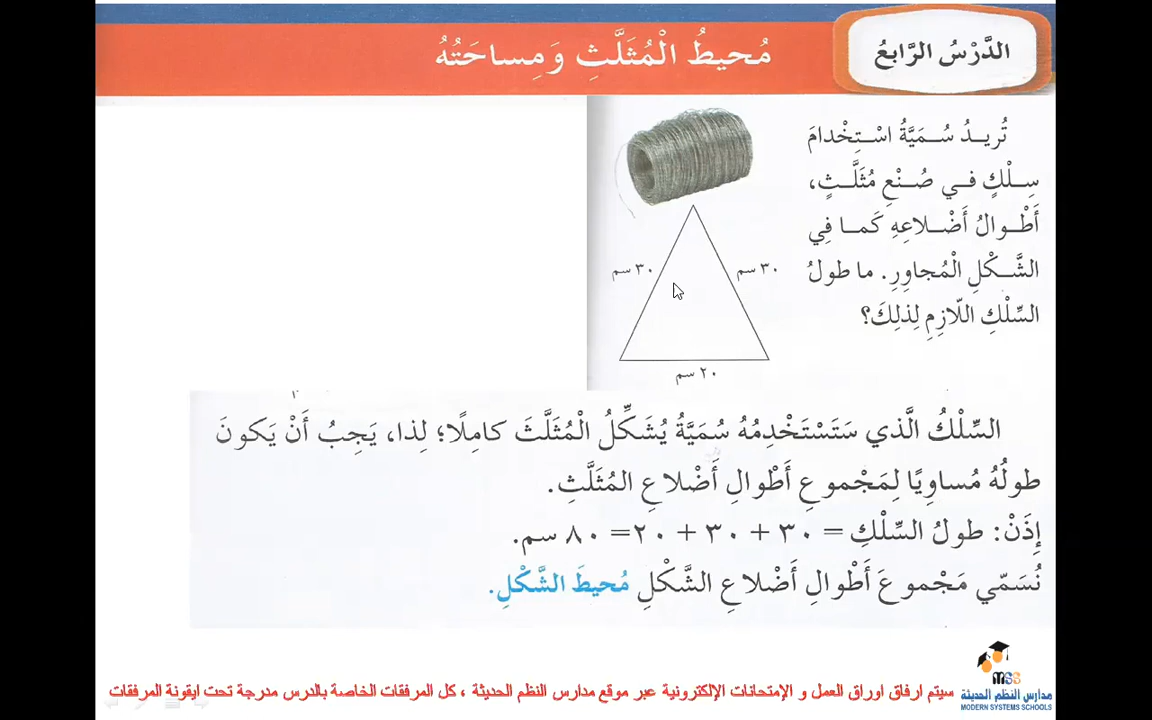 الدَّرْسُ الرَّابِعُ
مُحيطُ الْمُثَلَّثِ وَمِساحَتُهُ
تُريدُ سُمَيَّةُ اسْتِخْدامَ
سِلْكٍ في صُنْعِ مُثَلَّثٍ،
أَطْوالُ أَضْلاعِهِ كَما فِي
الشَّكْلِ الْمُجاوِرِ. ما طولُ
السِّلْكِ اللّازِمِ لِذلِكَ؟
٣٠ سم
٣٠ سم
٢٠ سم
السِّلْكُ الَّذي سَتَسْتَخْدِمُهُ سُمَيَّةُ يُشَكِّلُ الْمُثَلَّثَ كامِلًا؛ لِذا، يَجِبُ أَنْ يَكونَ
طولُهُ مُساوِيًا لِمَجْموعِ أَطْوالِ أَضْلاعِ المُثَلَّثِ.
إِذَنْ: طولُ السِّلْكِ = ٣٠ + ٣٠ + ٢٠ = ٨٠ سم.
نُسَمّي مَجْموعَ أَطْوالِ أَضْلاعِ الشَّكْلِ مُحيطَ الشَّكْلِ.
سيتم ارفاق اوراق العمل و الإمتحانات الإلكترونية عبر موقع مدارس النظم الحديثة ، كل المرفقات الخاصة بالدرس مدرجة تحت ايقونة المرفقات
MSS
مدارس النظم الحديثة
MODERN SYSTEMS SCHOOLS